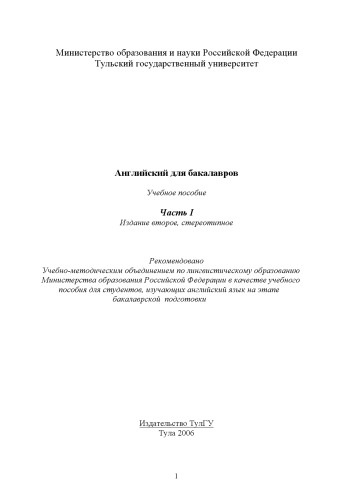 Министерство образования и науки Российской Федерации
Тульский государственный университет
Английский для бакалавров
Учебное пособие
Часть I
Издание второе, стереотипное
Рекомендовано
Учебно-методическим объединением по лингвистическому образованию
Министерства образования Российской Федерации в качестве учебного
пособия для студентов, изучающих английский язык на этапе
бакалаврской подготовки
Издательство ТулГУ
Тула 2006
1